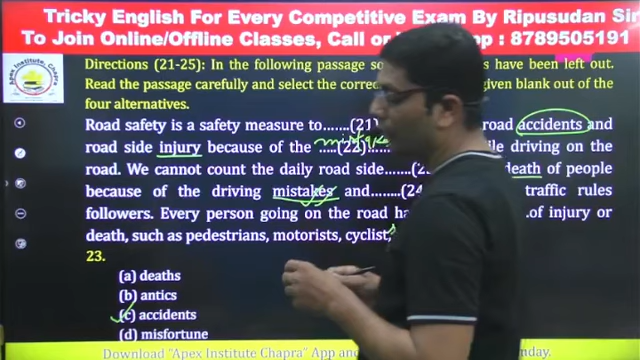 Tricky English For Every Competitive Exam By Ripusudan
To Join Online/Offline Classes, Call or : 8789505191
Apex Institute, Chapra
Directions (21-25): In the following passage have been left out.
Read the passage carefully and select the given blank out of the
four alternatives.
Road safety is a safety measure to.......(21) road accidents and
mistake
road side injury because of the .....(22) driving on the
road. We cannot count the daily road side........ death of people
because of the driving mistakes and........(24 traffic rules
followers. Every person going on the road .of injury or
death, such as pedestrians, motorists, cyclist,
23.
(a) deaths
(b) antics
(c) accidents
(d) misfortune
Download "Apex Institute Chapra" App and